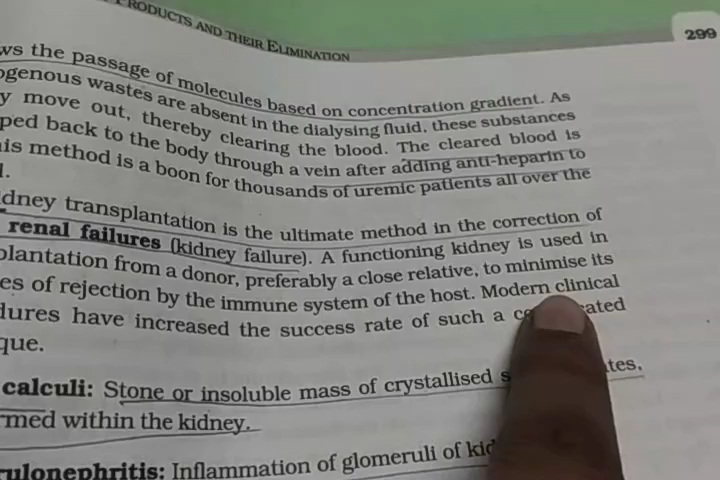 PRODUCTS AND THEIR ELIMINATION
299
ws the passage of molecules based on concentration gradient. As
ogenous wastes are absent in the dialysing fluid, these substances
y move out, thereby clearing the blood. The cleared blood is
ped back to the body through a vein after adding anti-heparin to
is method is a boon for thousands of uremic patients all over the
l.
dney transplantation is the ultimate method in the correction of
renal failures (kidney failure). A functioning kidney is used in
plantation from a donor, preferably a close relative, to minimise its
es of rejection by the immune system of the host. Modern clinical
dures have increased the success rate of such a c ated
que.
calculi: Stone or insoluble mass of crystallised s tes,
rmed within the kidney.
rulonephritis: Inflammation of glomeruli of kid